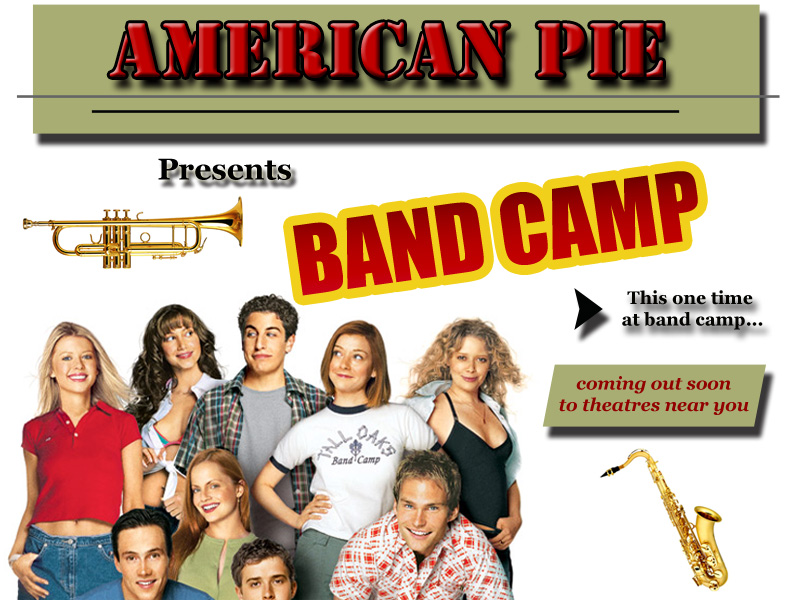 AMERICAN PIE
Presents
BAND CAMP
This one time
at band camp...
coming out soon
to theatres near you
TALL OAKS
Band Camp